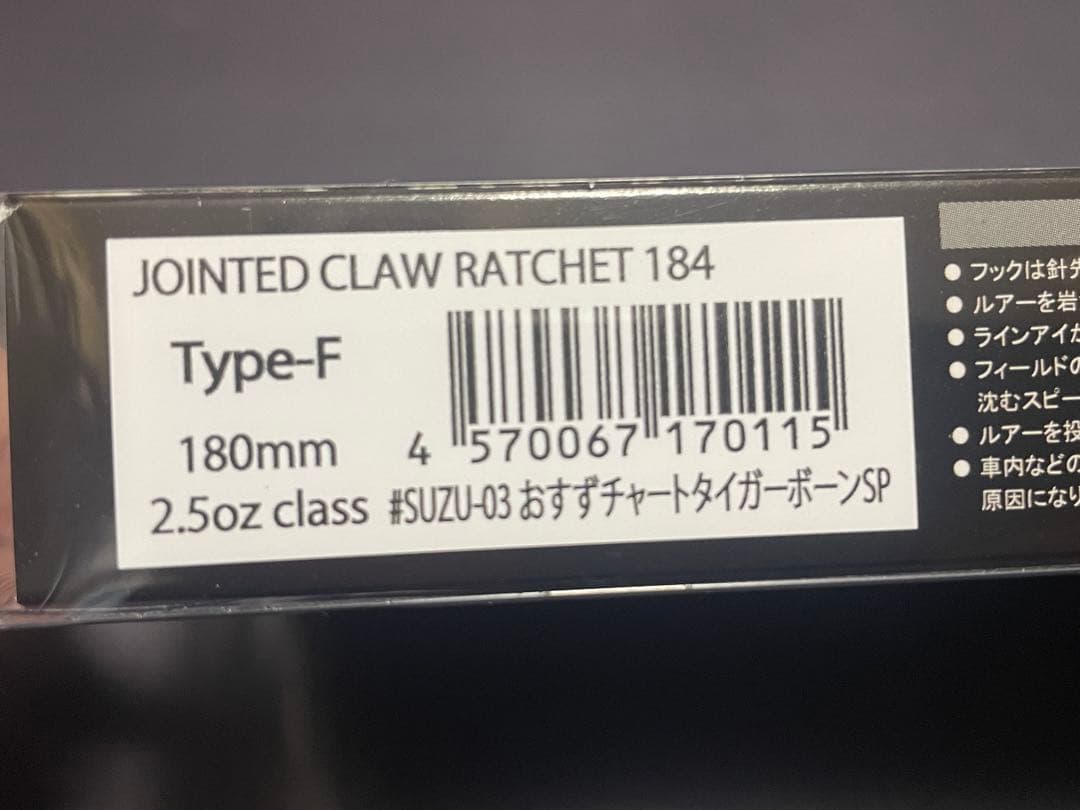 JOINTED CLAW RATCHET 184
Type-F
180mm
4 570067 170115
2.5oz class #SUZU-03 おすずチャートタイガーボーンSP
● フックは針先
● ルアーを岩
● ラインアイが
● フィールドの
沈むスピー
● ルアーを投
● 車内などの
原因になり